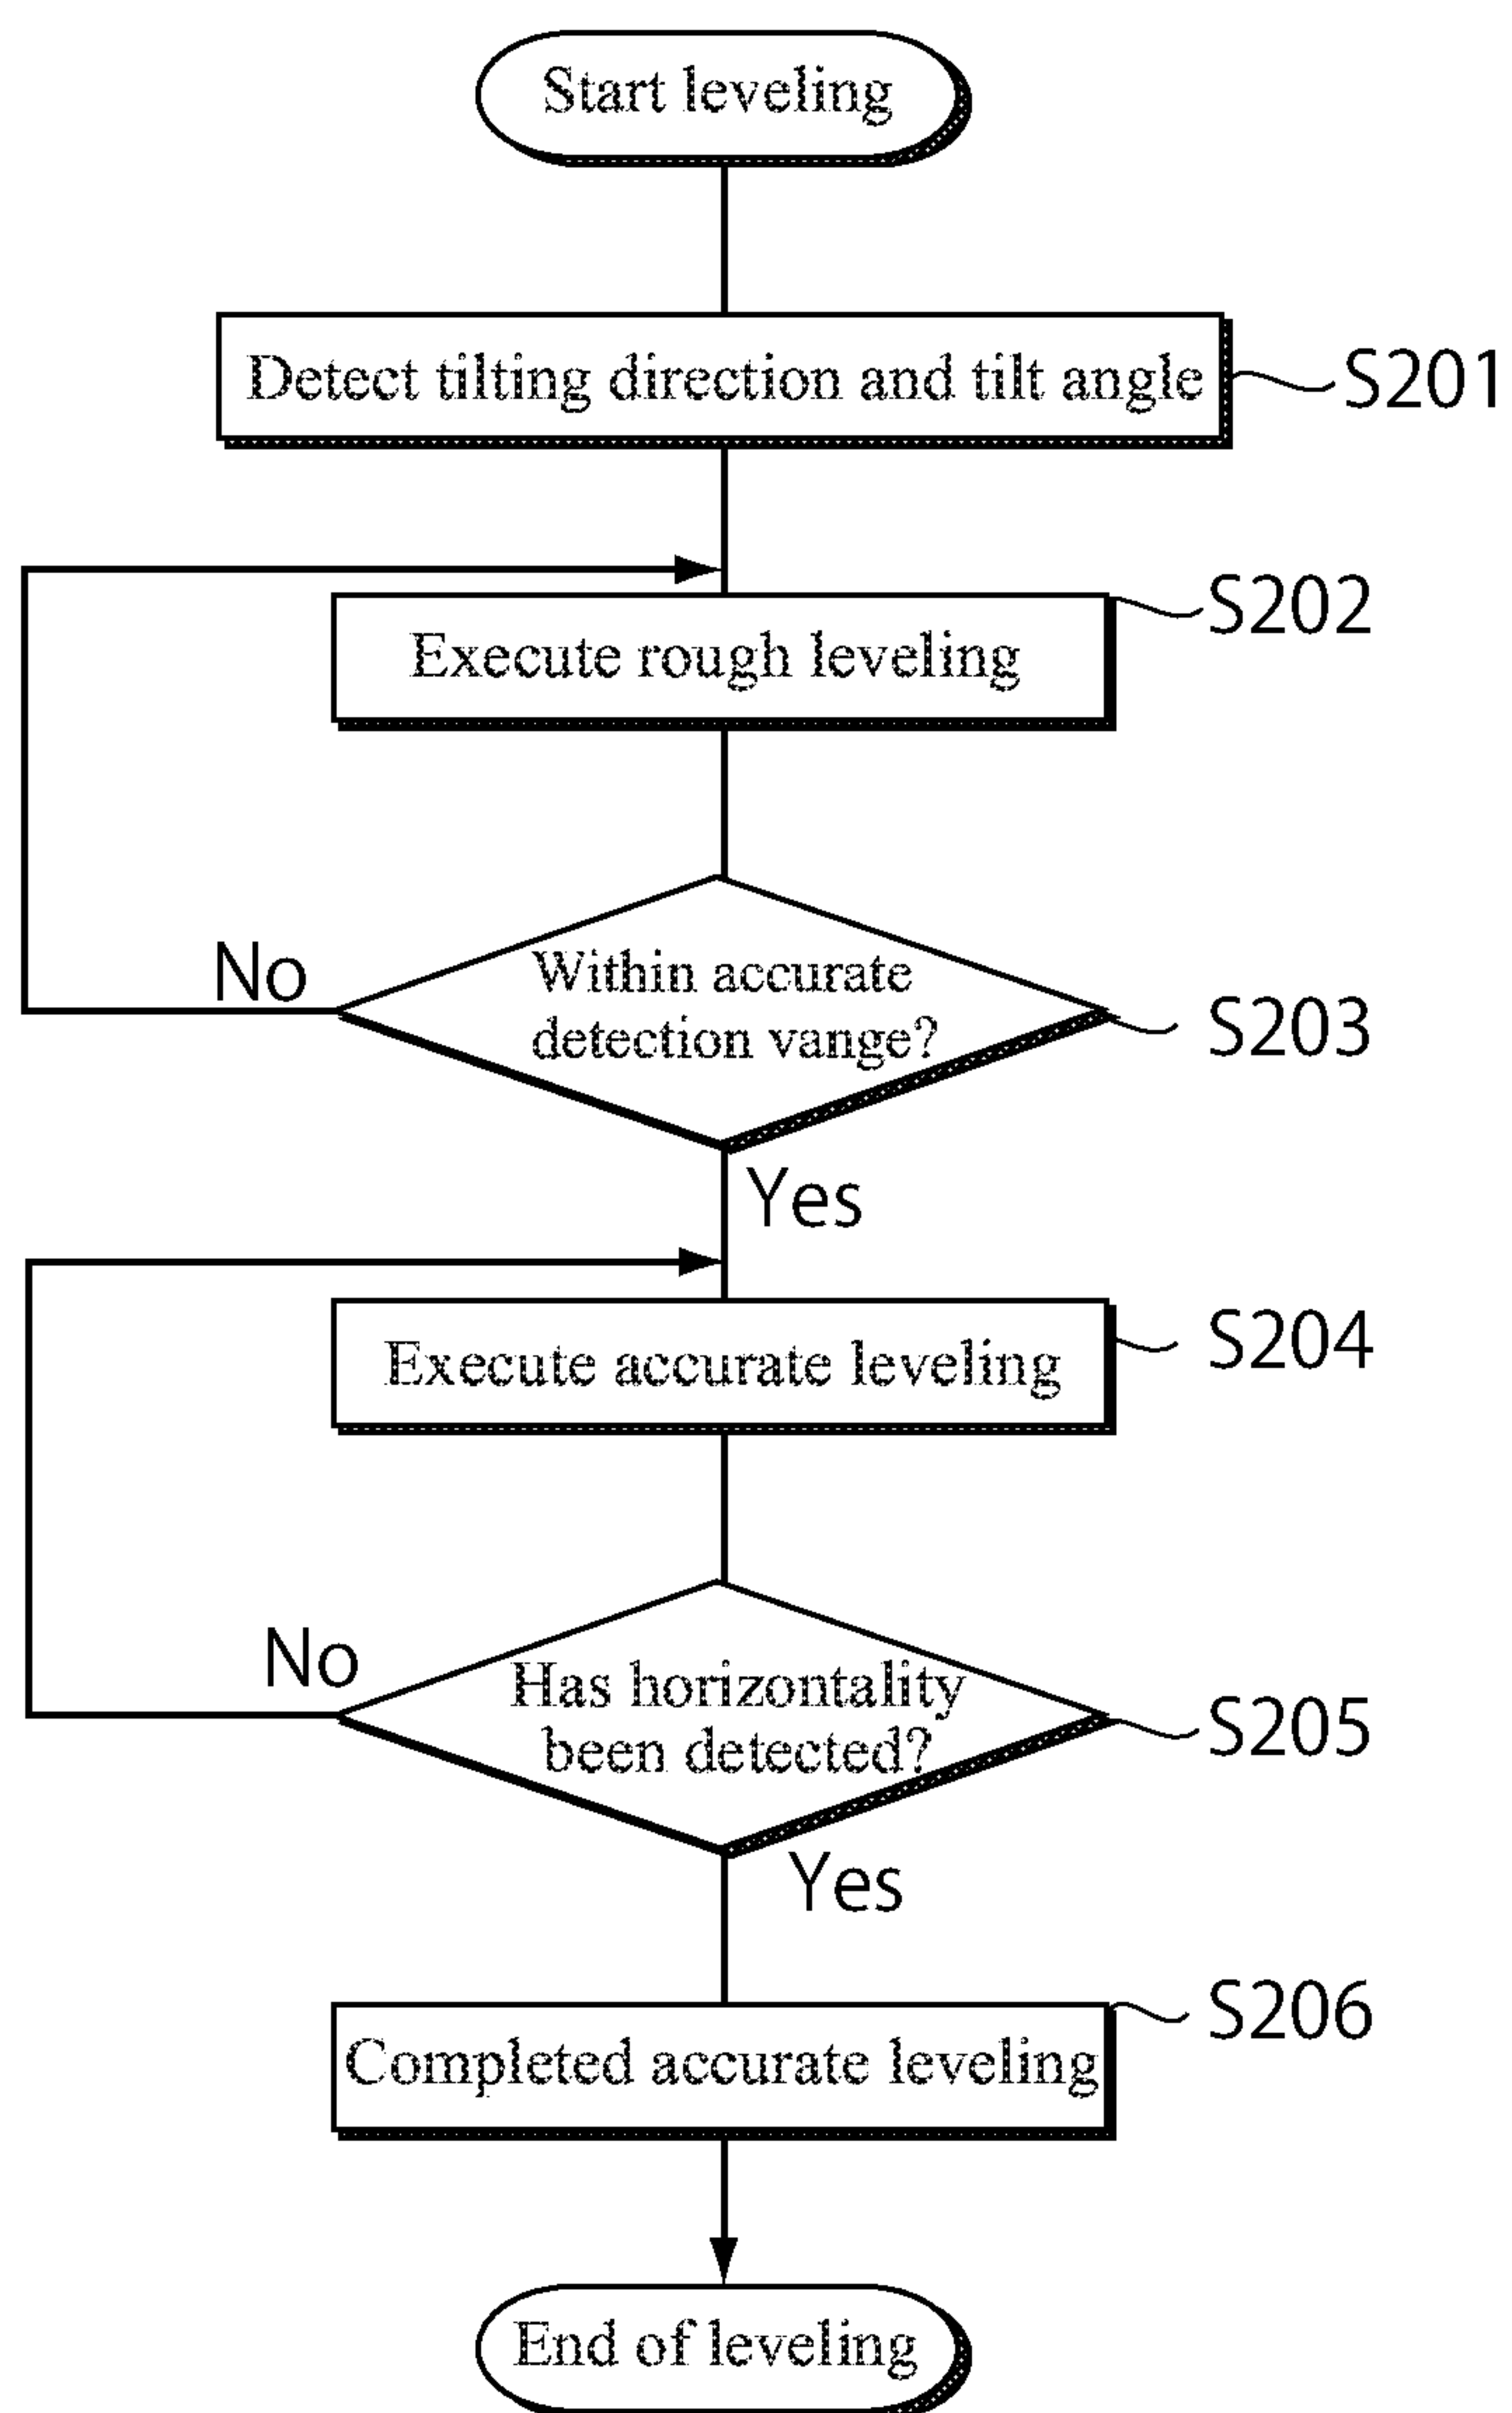 Start leveling
Detect tilting direction and tilt angle
S201
S202
Execute rough leveling
No
Within accurate
detection vange?
S203
Yes
Execute accurate leveling
S204
No
Has horizontality
been detected?
S205
Yes
S206
Completed accurate leveling
End of leveling